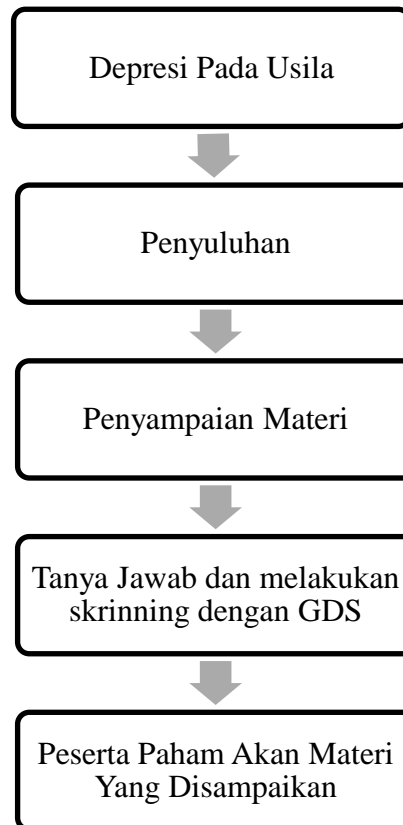 Depresi Pada Usila
Penyuluhan
Penyampaian Materi
Tanya Jawab dan melakukan
skrinning dengan GDS
Peserta Paham Akan Materi
Yang Disampaikan